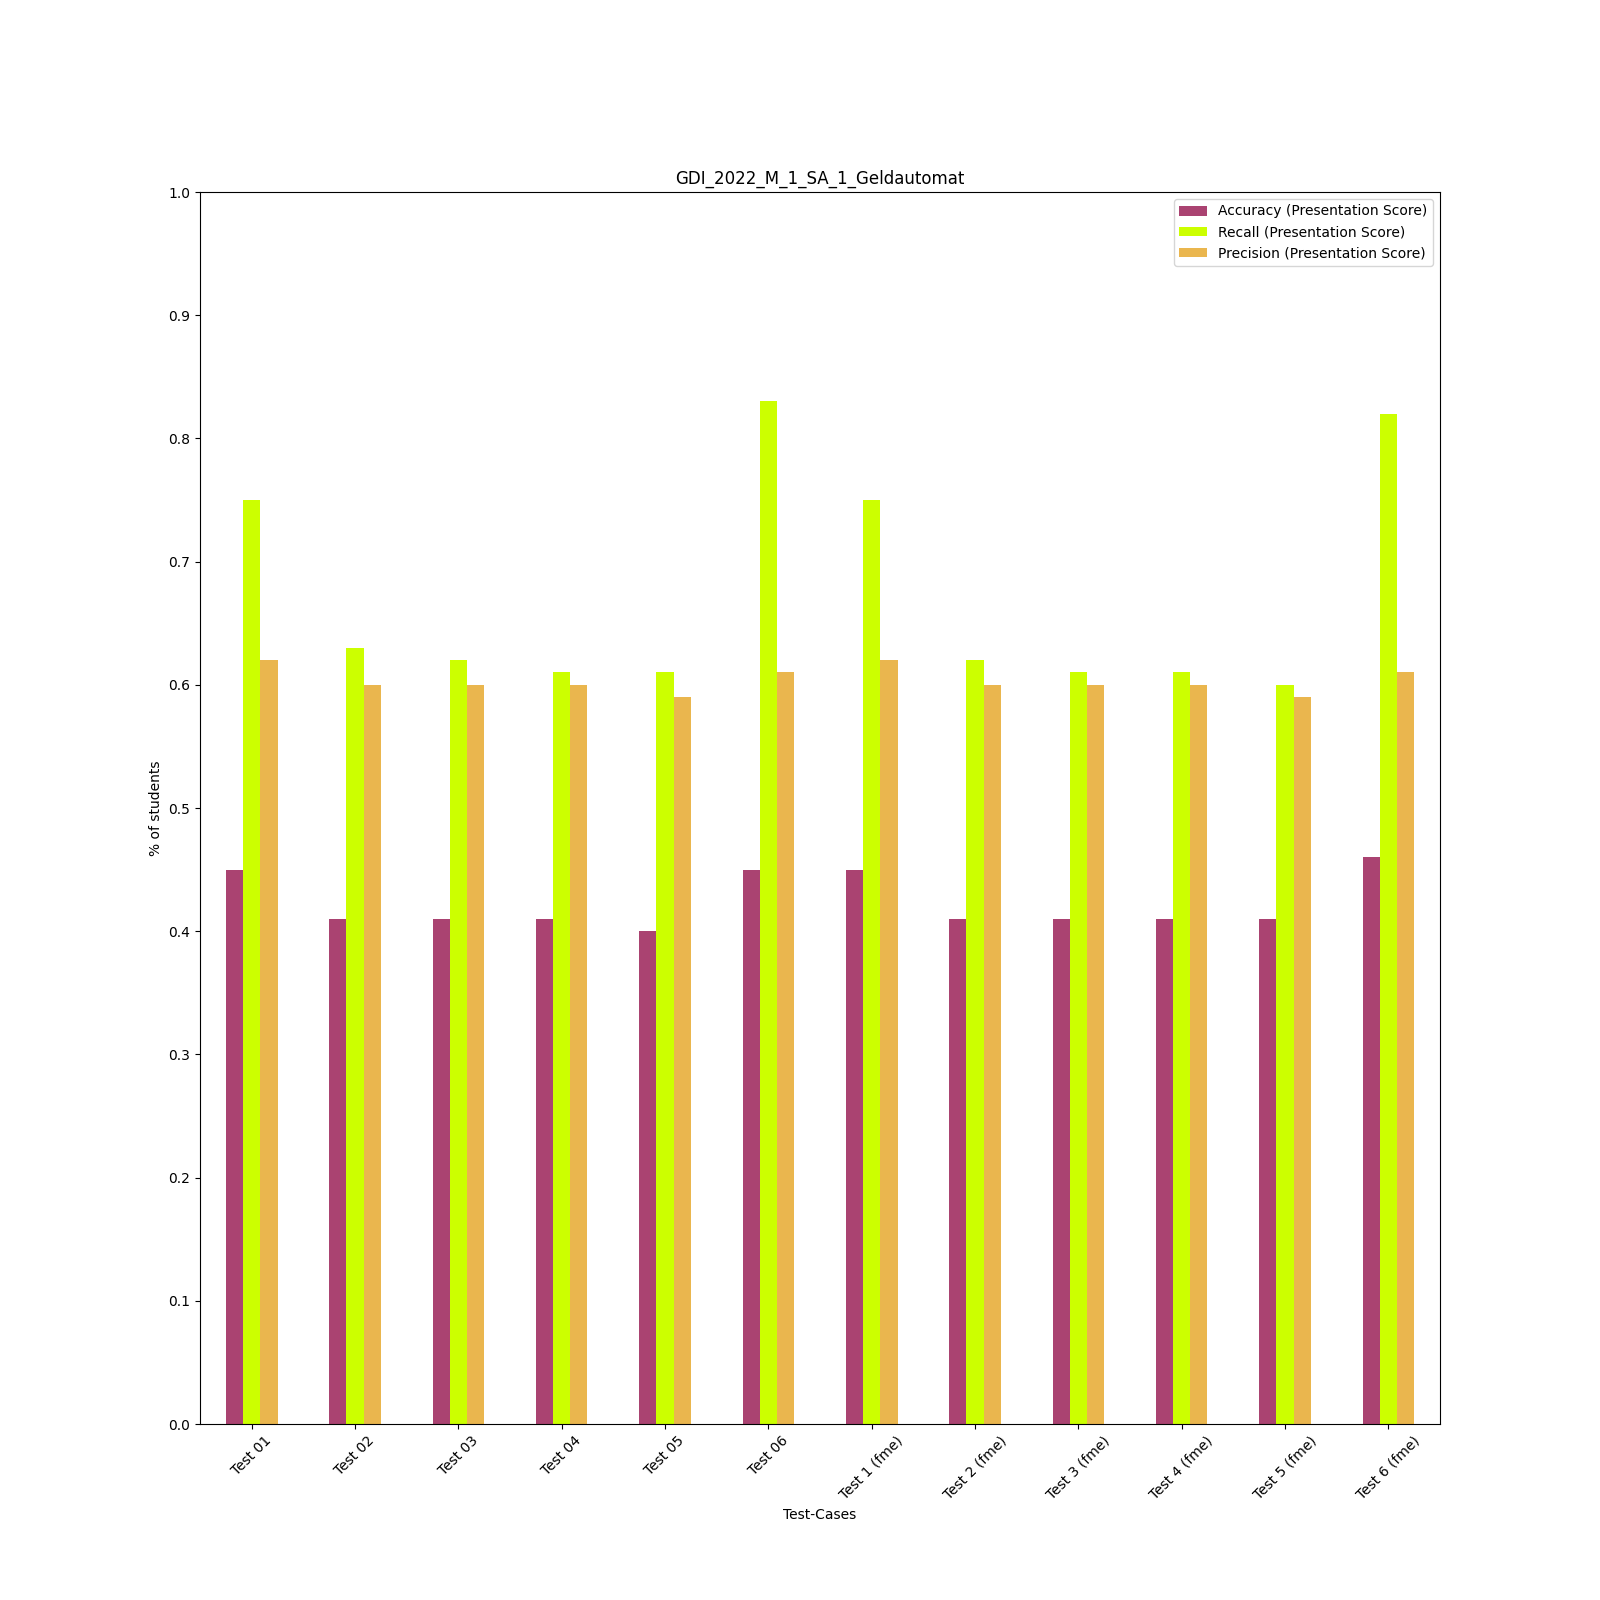 GDI_2022_M_1_SA_1_Geldautomat
Accuracy (Presentation Score)
Recall (Presentation Score)
Precision (Presentation Score)
% of students
1.0
0.9
0.8
0.7
0.6
0.5
0.4
0.3
0.2
0.1
0.0
Test 01
Test 02
Test 03
Test 04
Test 05
Test 06
Test 1 (fme)
Test 2 (fme)
Test 3 (fme)
Test 4 (fme)
Test 5 (fme)
Test 6 (fme)
Test-Cases